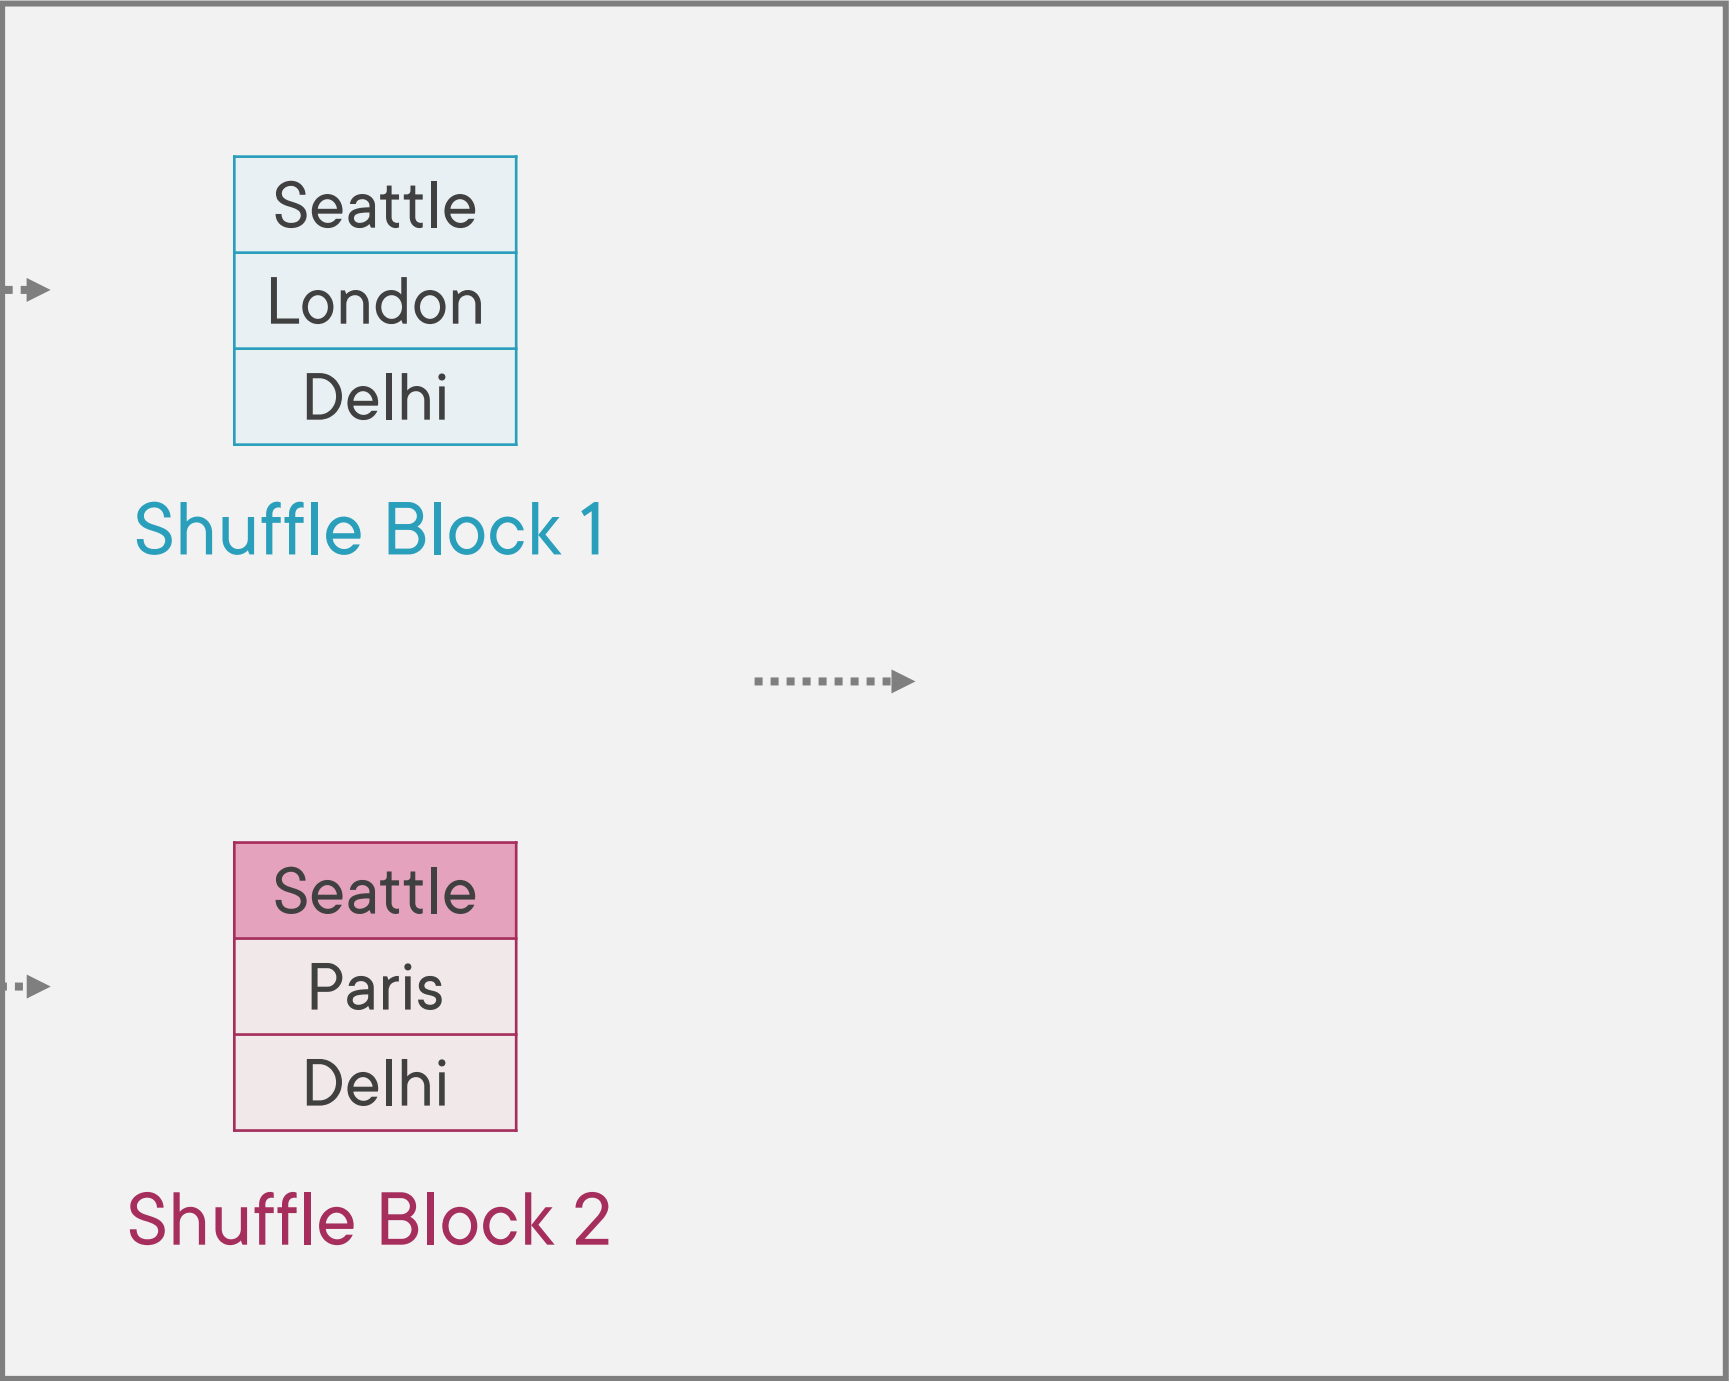 Seattle
London
Delhi
Shuffle Block 1
Seattle
Paris
Delhi
Shuffle Block 2